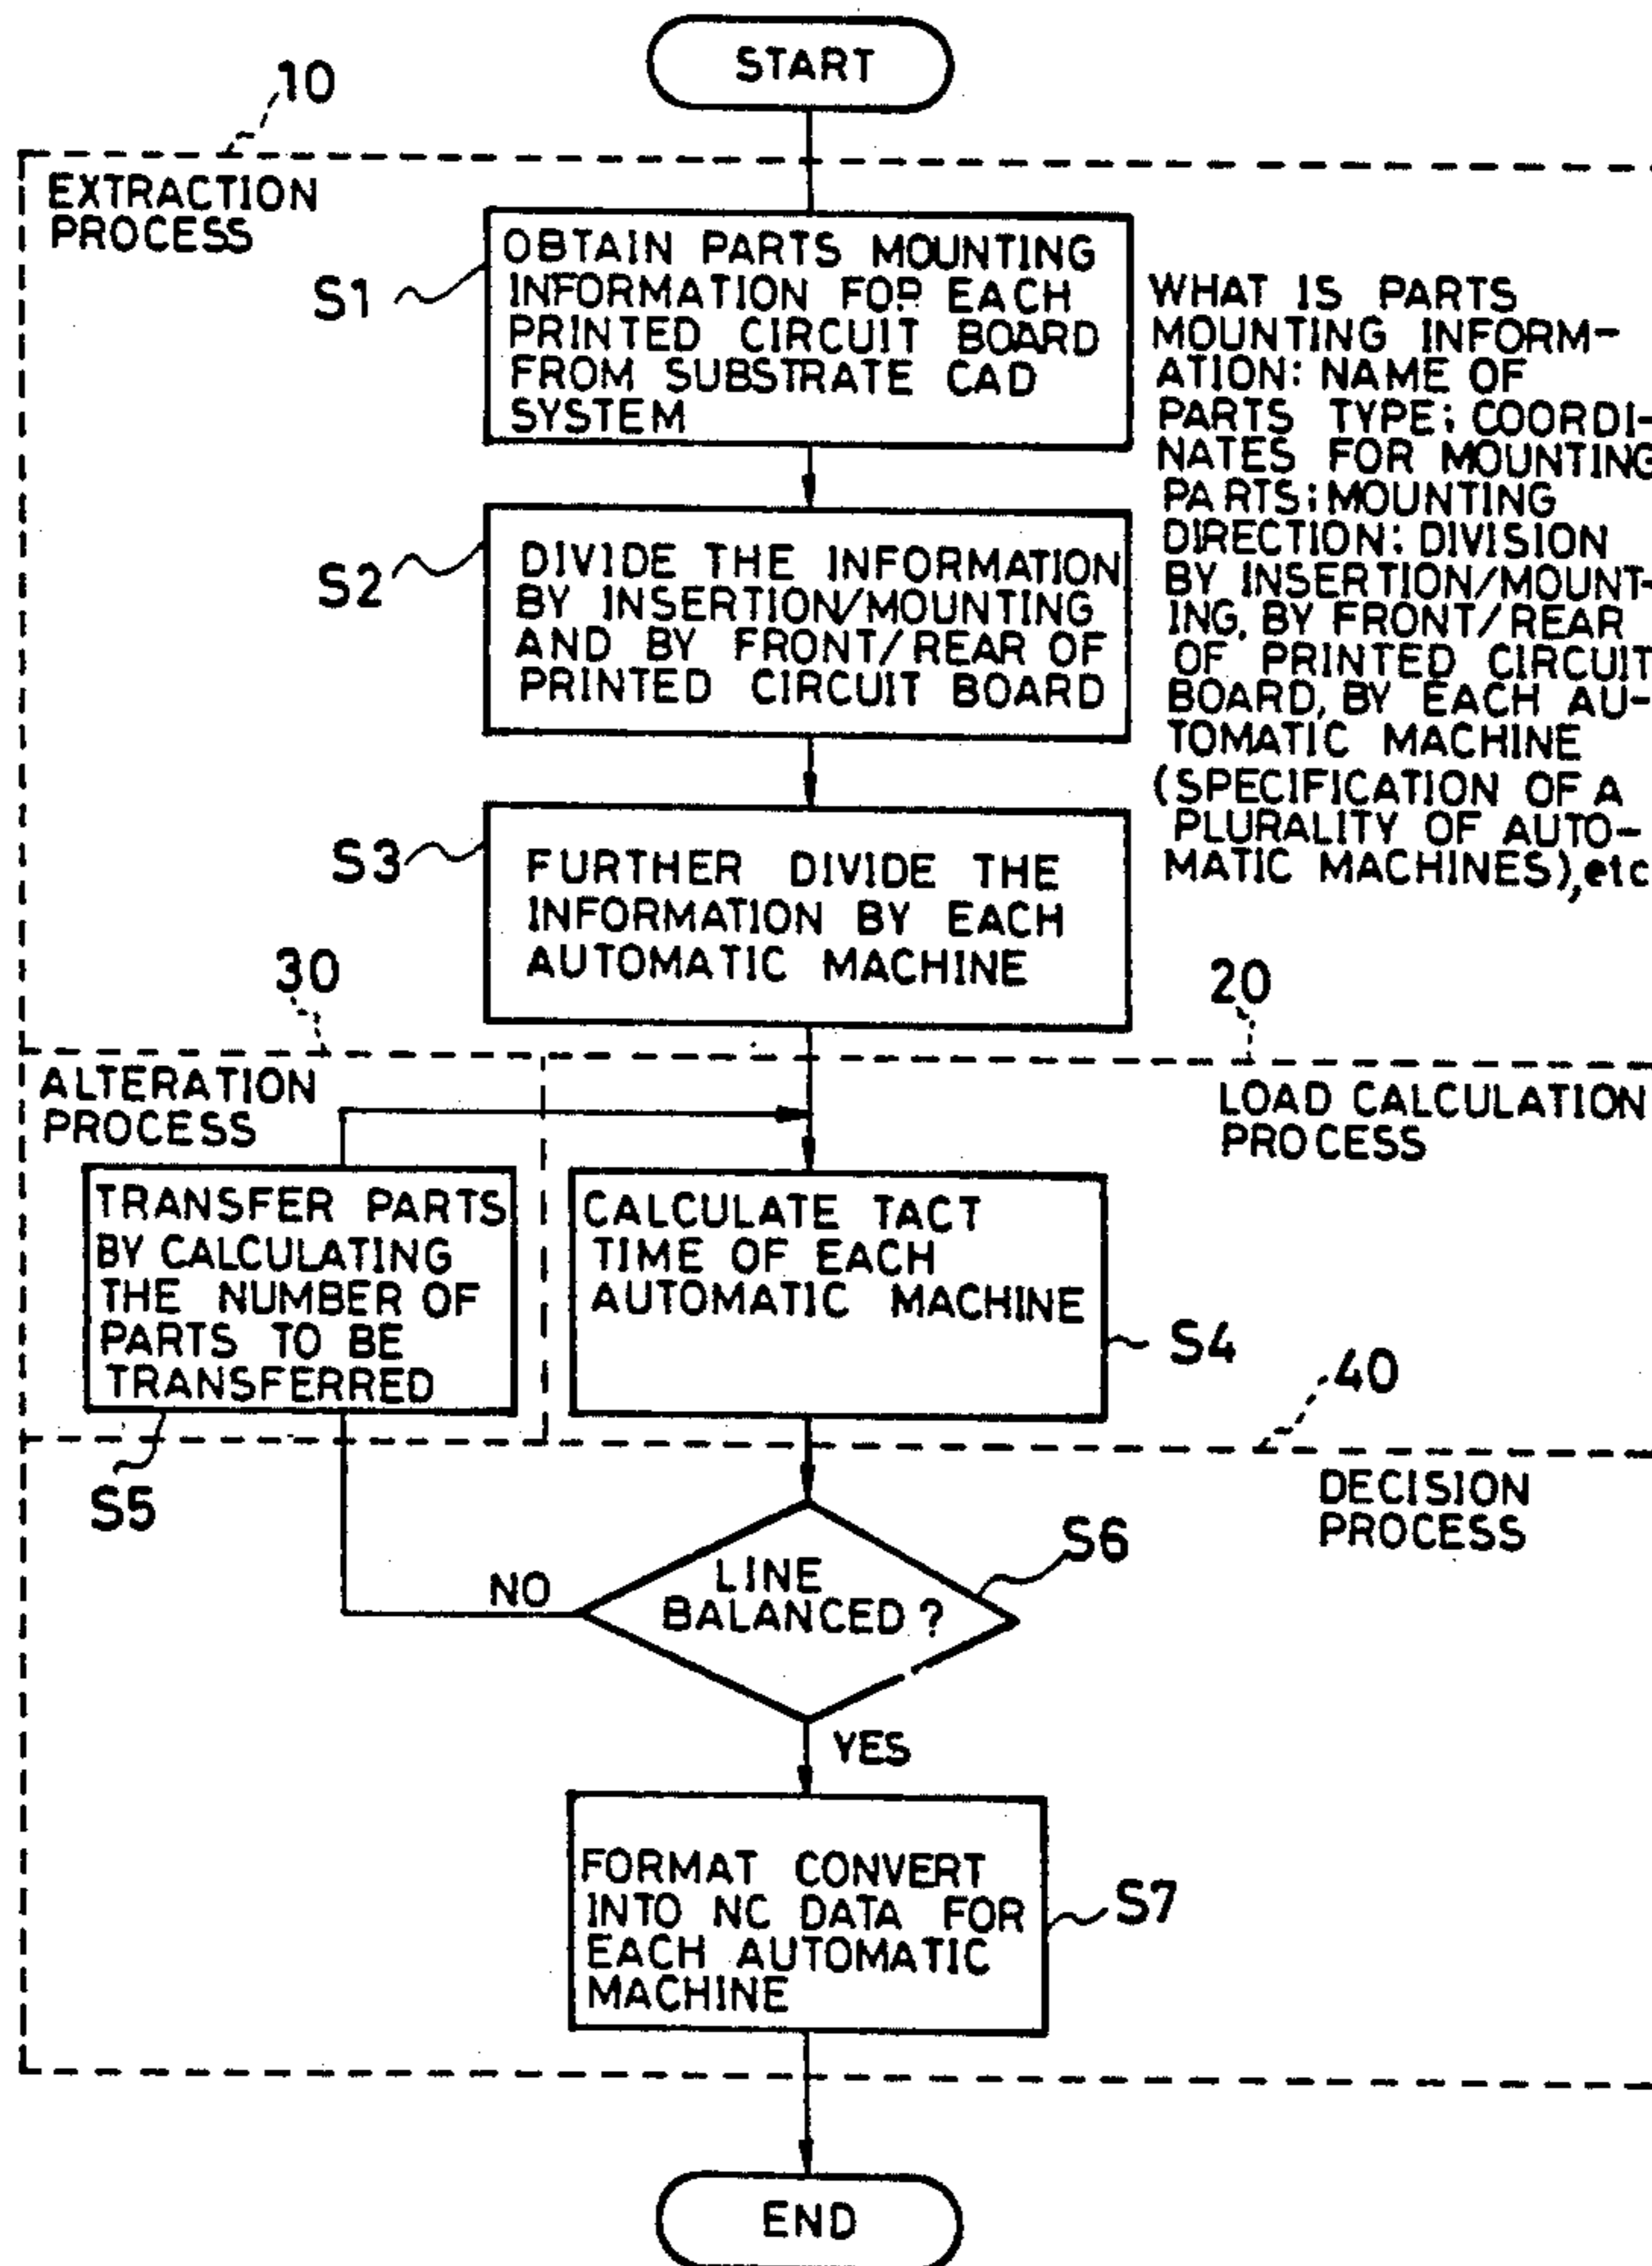 START
10
EXTRACTION
PROCESS
S1
OBTAIN PARTS MOUNTING
INFORMATION FOR EACH
PRINTED CIRCUIT BOARD
FROM SUBSTRATE CAD
SYSTEM
WHAT IS PARTS
MOUNTING INFORM-
ATION: NAME OF
PARTS TYPE; COORDI-
NATES FOR MOUNTING
PARTS; MOUNTING
DIRECTION: DIVISION
BY INSERTION/MOUNT-
ING, BY FRONT/REAR
OF PRINTED CIRCUIT
BOARD, BY EACH AU-
TOMATIC MACHINE
(SPECIFICATION OF A
PLURALITY OF AUTO-
MATIC MACHINES), etc
S2
DIVIDE THE INFORMATION
BY INSERTION/MOUNTING
AND BY FRONT/REAR OF
PRINTED CIRCUIT BOARD
S3
FURTHER DIVIDE THE
INFORMATION BY EACH
AUTOMATIC MACHINE
30
20
ALTERATION
PROCESS
LOAD CALCULATION
PROCESS
TRANSFER PARTS
BY CALCULATING
THE NUMBER OF
PARTS TO BE
TRANSFERRED
S5
CALCULATE TACT
TIME OF EACH
AUTOMATIC MACHINE
S4
40
DECISION
PROCESS
S6
LINE
BALANCED ?
NO
YES
FORMAT CONVERT
INTO NC DATA FOR
EACH AUTOMATIC
MACHINE
S7
END